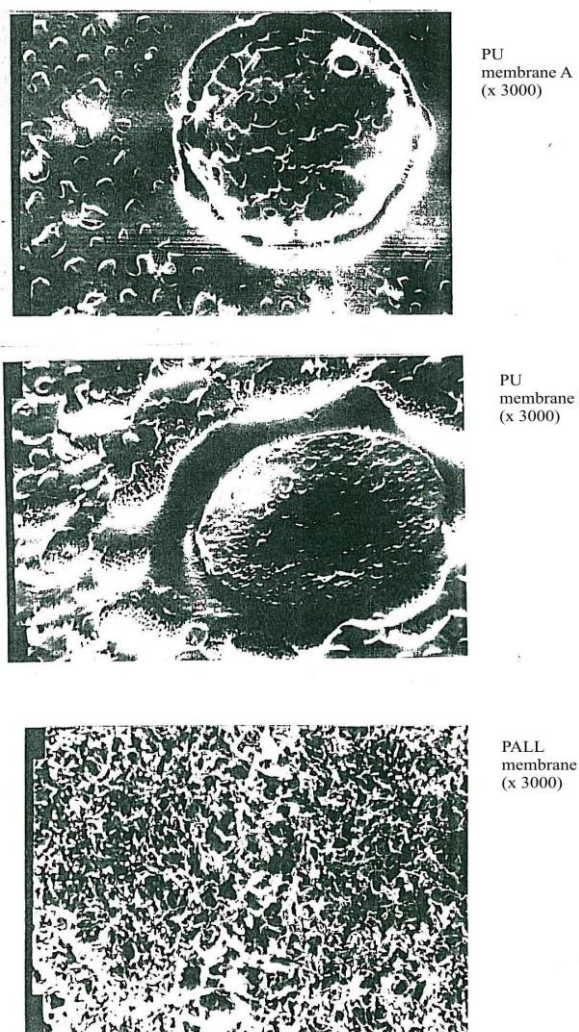 PU
membrane A
(x 3000)
PU
membrane
(x 3000)
PALL
membrane
(x 3000)